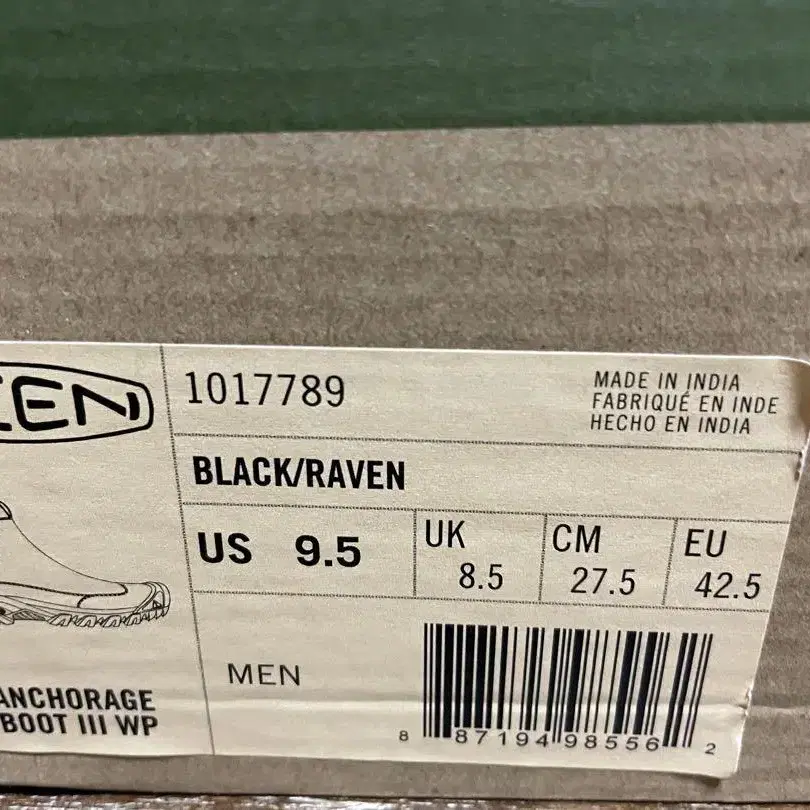 EEN
1017789
MADE IN INDIA
FABRIQUÉ EN INDE
HECHO EN INDIA
BLACK/RAVEN
US 9.5
UK 8.5
CM 27.5
EU 42.5
MEN
ANCHORAGE
BOOT III WP
8 87194 98556 2